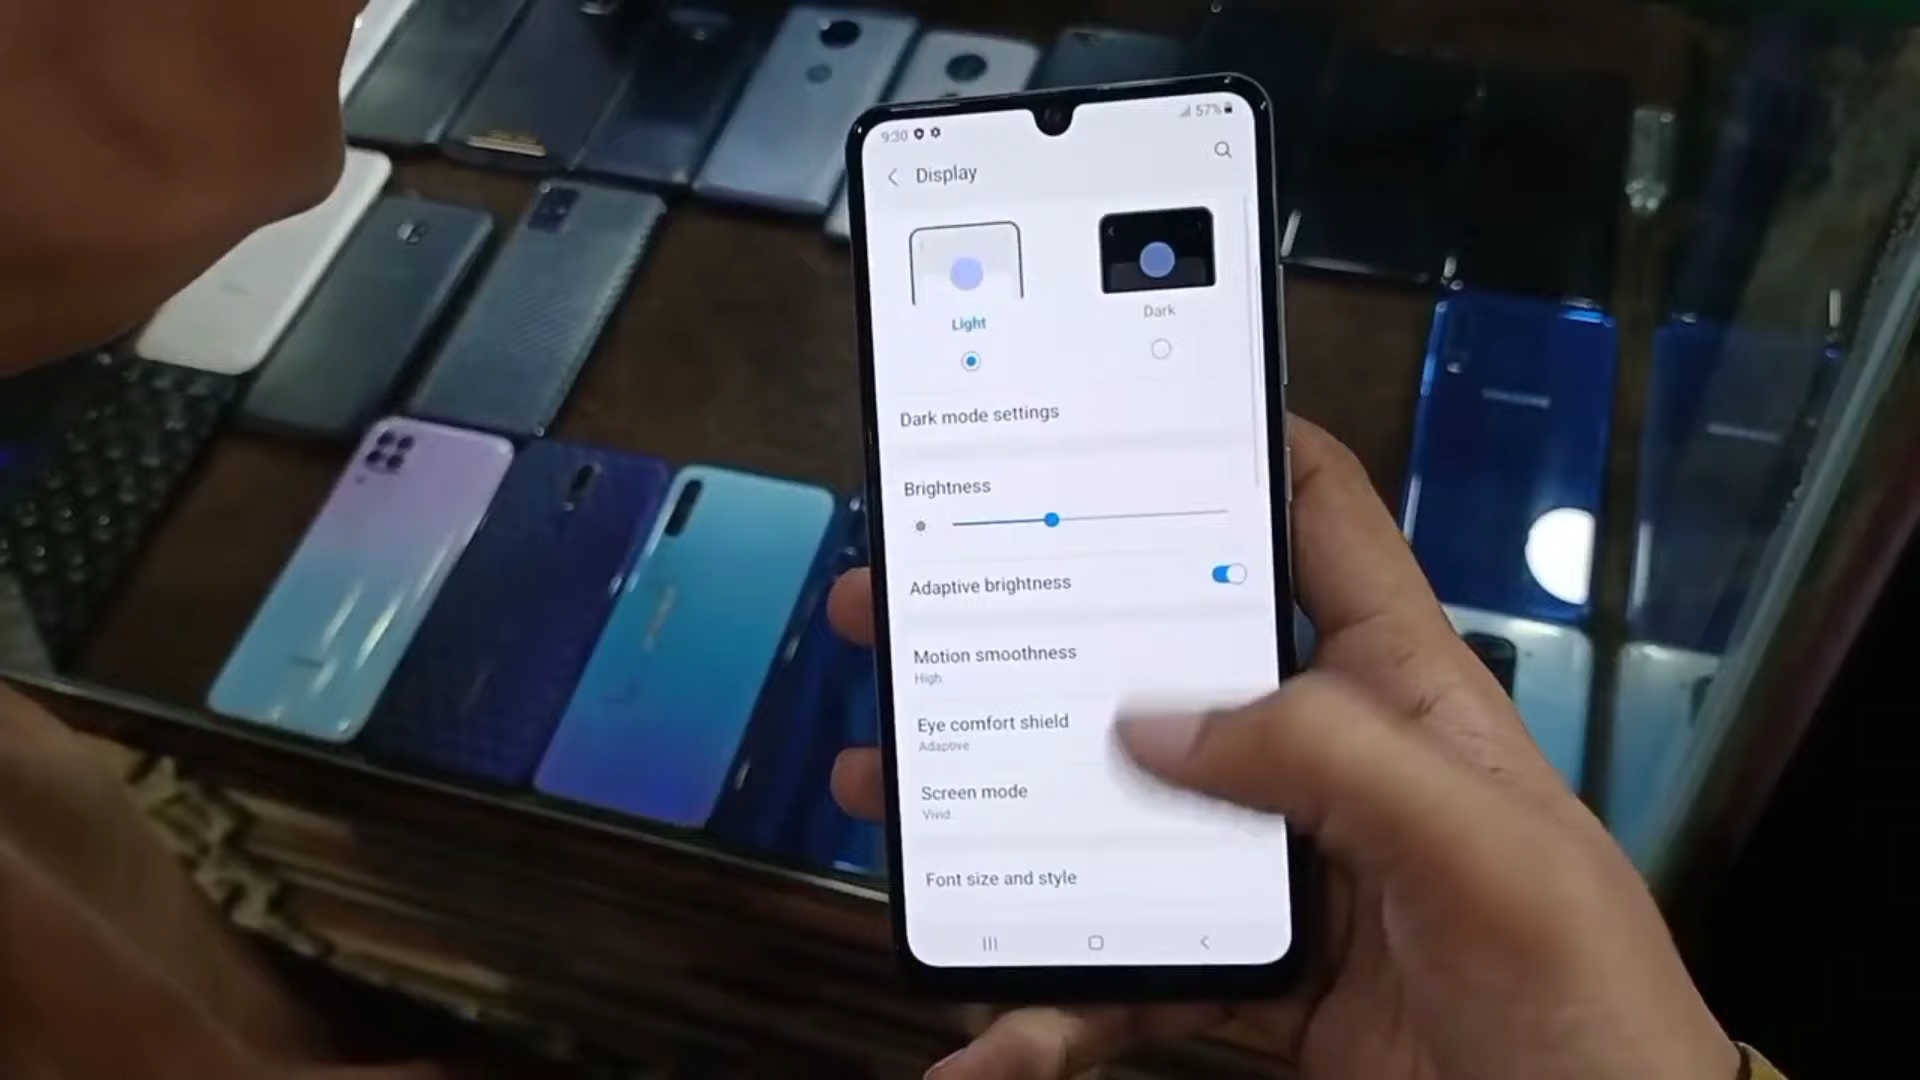 9:30
57%
Display
Light
Dark
Dark mode settings
Brightness
Adaptive brightness
Motion smoothness
High
Eye comfort shield
Adaptive
Screen mode
Vivid
Font size and style